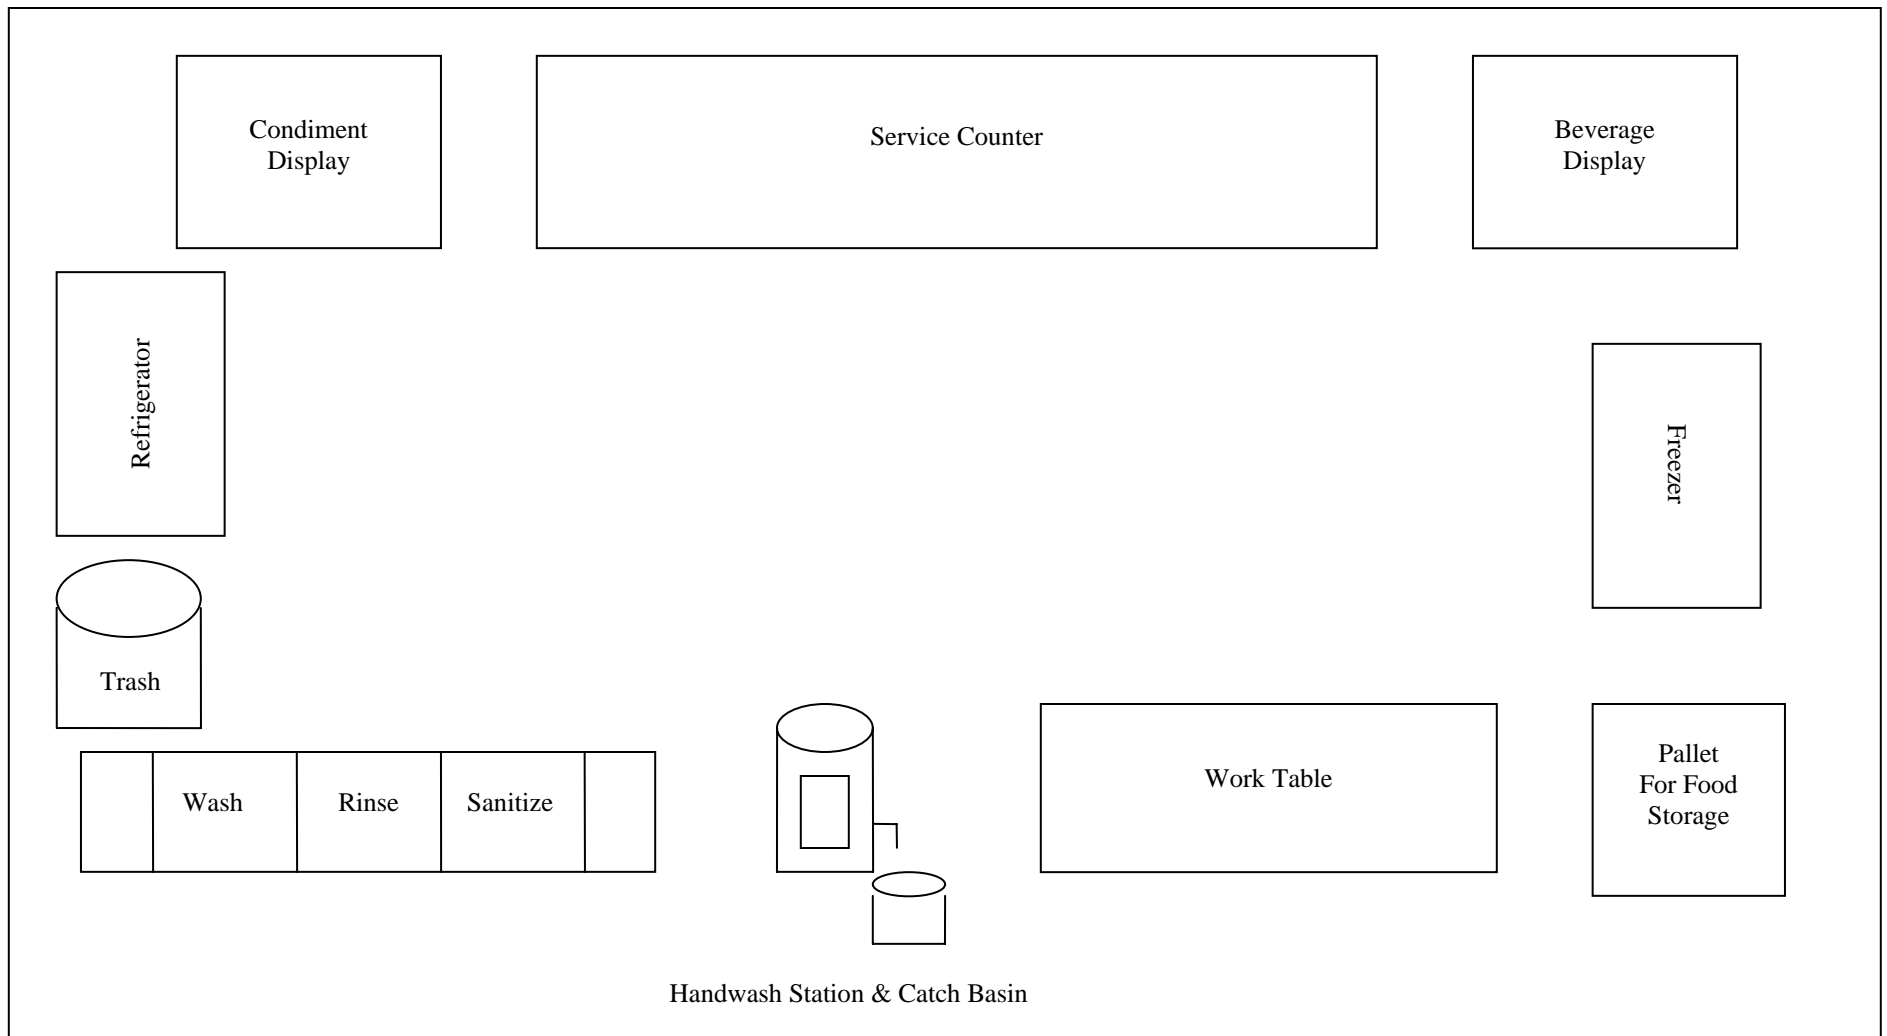 Condiment
Display
Service Counter
Beverage
Display
Refrigerator
Freezer
Trash
Wash
Rinse
Sanitize
Work Table
Pallet
For Food
Storage
Handwash Station & Catch Basin